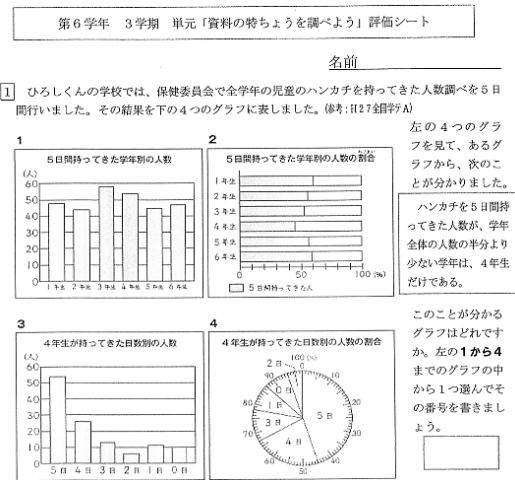 第6学年 3学期 単元「資料の特ちょうを調べよう」評価シート
名前
1 ひろしくんの学校では、保健委員会で全学年の児童のハンカチを持ってきた人数調べを5日
間行いました。その結果を下の4つのグラフに表しました。(参考:H27全国学テA)
1
5日間持ってきた学年別の人数
(人)
60
50
40
30
20
10
0
1年生 2年生 3年生 4年生 5年生 6年生
2
5日間持ってきた学年別の人数の割合
わりあい
1年生
2年生
3年生
4年生
5年生
6年生
0 50 100 (%)
5日間持ってきた人
3
4年生が持ってきた日数別の人数
(人)
60
50
40
30
20
10
0
5日 4日 3日 2日 1日 0日
4
4年生が持ってきた日数別の人数の割合
100 (%)
0
10
20
30
40
50
60
70
80
90
5日
4日
3日
1日
0日
2日
左の4つのグラ
フを見て、あるグ
ラフから、次のこ
とが分かりました。
ハンカチを5日間持
ってきた人数が、学年
全体の人数の半分より
少ない学年は、4年生
だけである。
このことが分かる
グラフはどれです
か。左の1から4
までのグラフの中
から1つ選んでそ
の番号を書きまし
ょう。